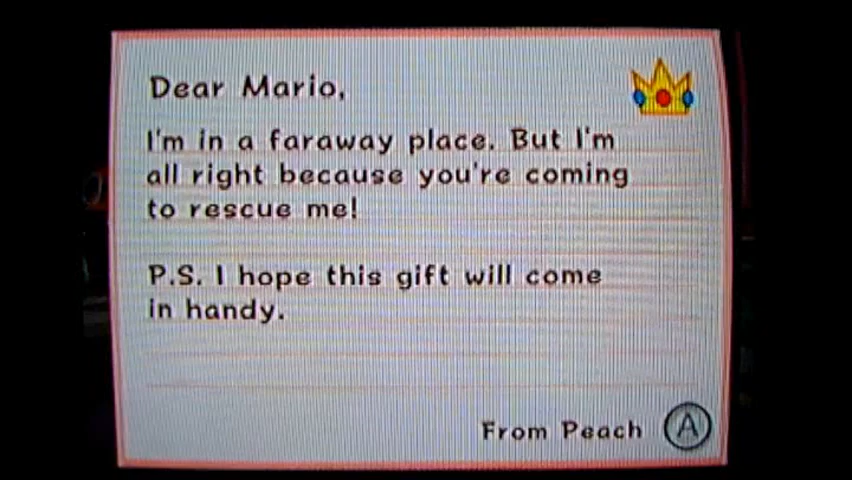 Dear Mario,
I'm in a faraway place. But I'm
all right because you're coming
to rescue me!
P.S. I hope this gift will come
in handy.
From Peach A